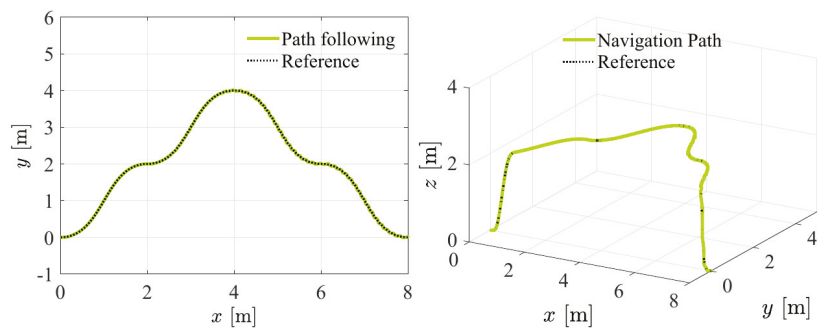 6
5
4
3
2
1
0
-1
y [m]
0 2 4 6 8
x [m]
Path following
Reference
Navigation Path
Reference
4
2
0
z [m]
0
2
4
6
8
x [m]
0
2
4
y [m]